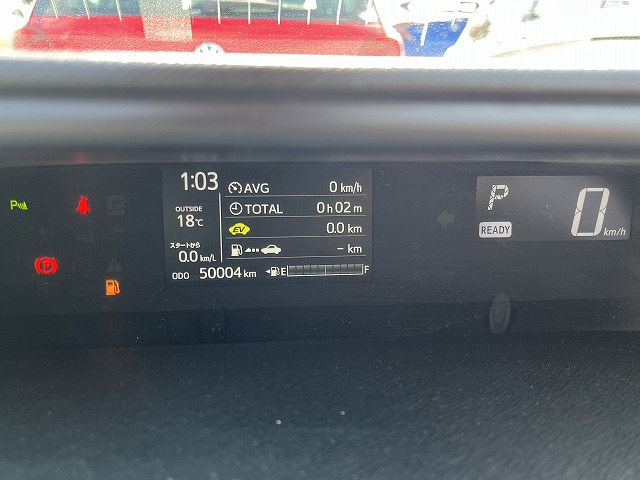 1:03
OUTSIDE
18℃
スタートから
0.0 km/L
AVG 0 km/h
TOTAL 0 h 02 m
EV 0.0 km
- km
ODO 50004 km
E F
P
READY
0 km/h
P
(P)